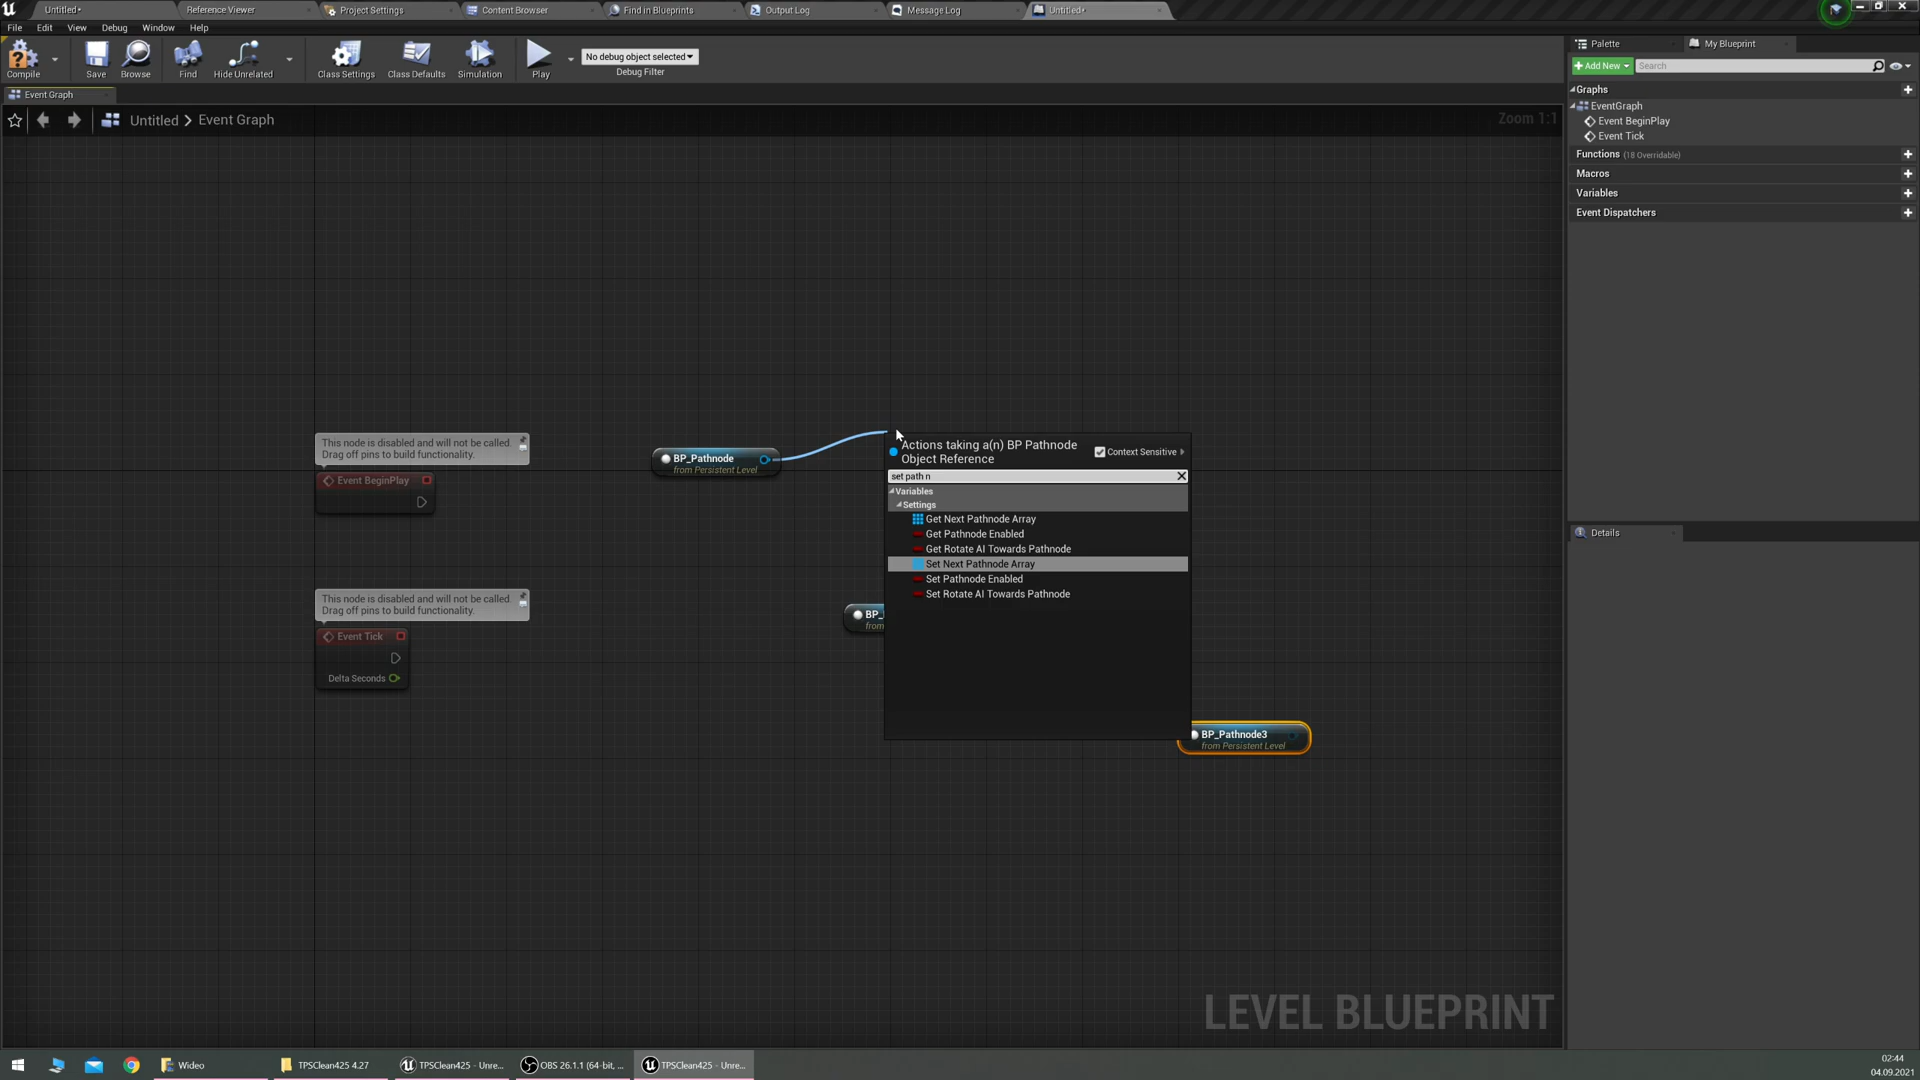 Untitled•
Reference Viewer
Project Settings
Content Browser
Find in Blueprints
Output Log
Message Log
Untitled•
File
Edit
View
Debug
Window
Help
Compile
Save
Browse
Find
Hide Unrelated
Class Settings
Class Defaults
Simulation
Play
No debug object selected
Debug Filter
Palette
My Blueprint
Add New
Search
Event Graph
Graphs
EventGraph
Event BeginPlay
Event Tick
Functions (18 Overridable)
Macros
Variables
Event Dispatchers
Details
Untitled > Event Graph
Zoom 1:1
This node is disabled and will not be called.
Drag off pins to build functionality.
Event BeginPlay
This node is disabled and will not be called.
Drag off pins to build functionality.
Event Tick
Delta Seconds
BP_Pathnode
from Persistent Level
Actions taking a(n) BP Pathnode
Object Reference
Context Sensitive
set path n
Variables
Settings
Get Next Pathnode Array
Get Pathnode Enabled
Get Rotate AI Towards Pathnode
Set Next Pathnode Array
Set Pathnode Enabled
Set Rotate AI Towards Pathnode
BP_
from
BP_Pathnode3
from Persistent Level
LEVEL BLUEPRINT
Wideo
TPSClean425 4.27
TPSClean425 - Unre...
OBS 26.1.1 (64-bit, ...
TPSClean425 - Unre...
02:44
04.09.2021